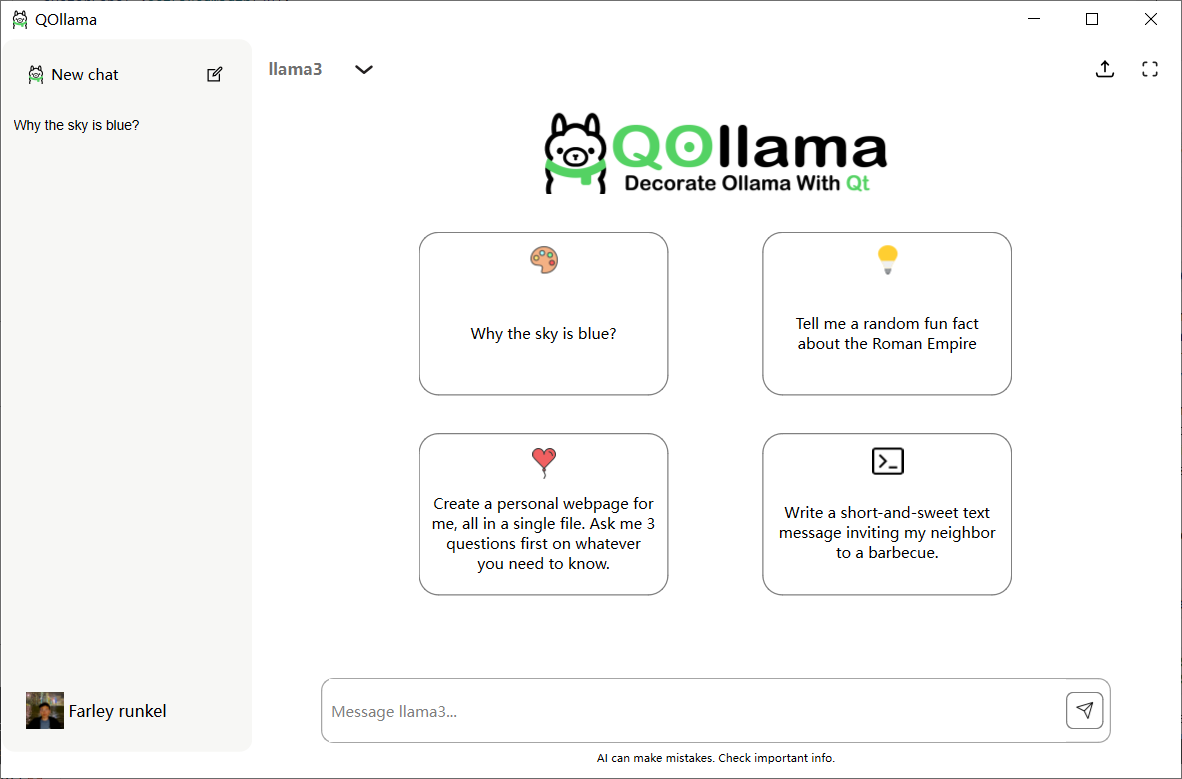 QOllama
New chat
Why the sky is blue?
Farley runkel
llama3
QOllama
Decorate Ollama With Qt
Why the sky is blue?
Tell me a random fun fact
about the Roman Empire
Create a personal webpage for
me, all in a single file. Ask me 3
questions first on whatever
you need to know.
Write a short-and-sweet text
message inviting my neighbor
to a barbecue.
Message llama3...
AI can make mistakes. Check important info.